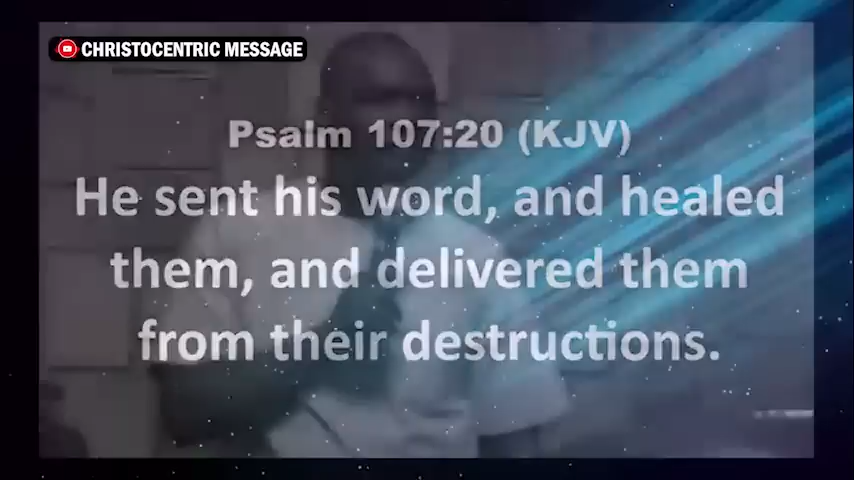 CHRISTOCENTRIC MESSAGE
Psalm 107:20 (KJV)
He sent his word, and healed
them, and delivered them
from their destructions.